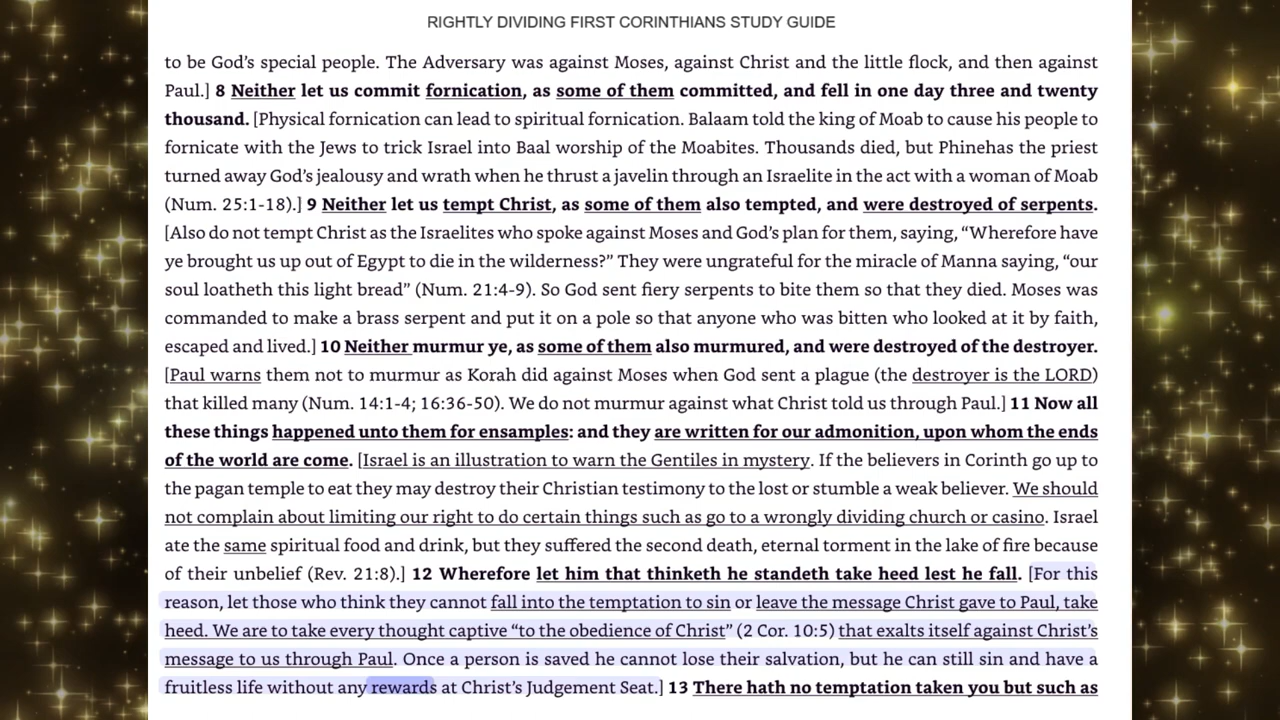 RIGHTLY DIVIDING FIRST CORINTHIANS STUDY GUIDE
to be God’s special people. The Adversary was against Moses, against Christ and the little flock, and then against
Paul.] 8 Neither let us commit fornication, as some of them committed, and fell in one day three and twenty
thousand. [Physical fornication can lead to spiritual fornication. Balaam told the king of Moab to cause his people to
fornicate with the Jews to trick Israel into Baal worship of the Moabites. Thousands died, but Phinehas the priest
turned away God’s jealousy and wrath when he thrust a javelin through an Israelite in the act with a woman of Moab
(Num. 25:1-18).] 9 Neither let us tempt Christ, as some of them also tempted, and were destroyed of serpents.
[Also do not tempt Christ as the Israelites who spoke against Moses and God’s plan for them, saying, “Wherefore have
ye brought us up out of Egypt to die in the wilderness?” They were ungrateful for the miracle of Manna saying, “our
soul loatheth this light bread” (Num. 21:4-9). So God sent fiery serpents to bite them so that they died. Moses was
commanded to make a brass serpent and put it on a pole so that anyone who was bitten who looked at it by faith,
escaped and lived.] 10 Neither murmur ye, as some of them also murmured, and were destroyed of the destroyer.
[Paul warns them not to murmur as Korah did against Moses when God sent a plague (the destroyer is the LORD)
that killed many (Num. 14:1-4; 16:36-50). We do not murmur against what Christ told us through Paul.] 11 Now all
these things happened unto them for ensamples: and they are written for our admonition, upon whom the ends
of the world are come. [Israel is an illustration to warn the Gentiles in mystery. If the believers in Corinth go up to
the pagan temple to eat they may destroy their Christian testimony to the lost or stumble a weak believer. We should
not complain about limiting our right to do certain things such as go to a wrongly dividing church or casino. Israel
ate the same spiritual food and drink, but they suffered the second death, eternal torment in the lake of fire because
of their unbelief (Rev. 21:8).] 12 Wherefore let him that thinketh he standeth take heed lest he fall. [For this
reason, let those who think they cannot fall into the temptation to sin or leave the message Christ gave to Paul, take
heed. We are to take every thought captive “to the obedience of Christ” (2 Cor. 10:5) that exalts itself against Christ’s
message to us through Paul. Once a person is saved he cannot lose their salvation, but he can still sin and have a
fruitless life without any rewards at Christ’s Judgement Seat.] 13 There hath no temptation taken you but such as